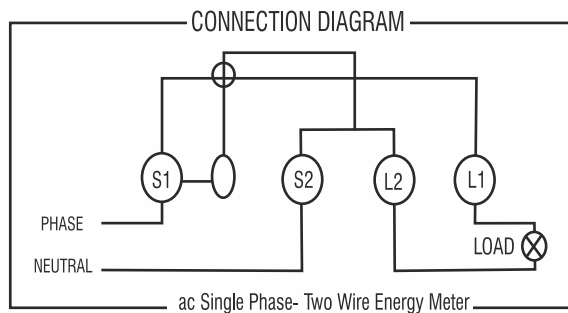 CONNECTION DIAGRAM
S1
S2
L2
L1
PHASE
LOAD
NEUTRAL
ac Single Phase- Two Wire Energy Meter